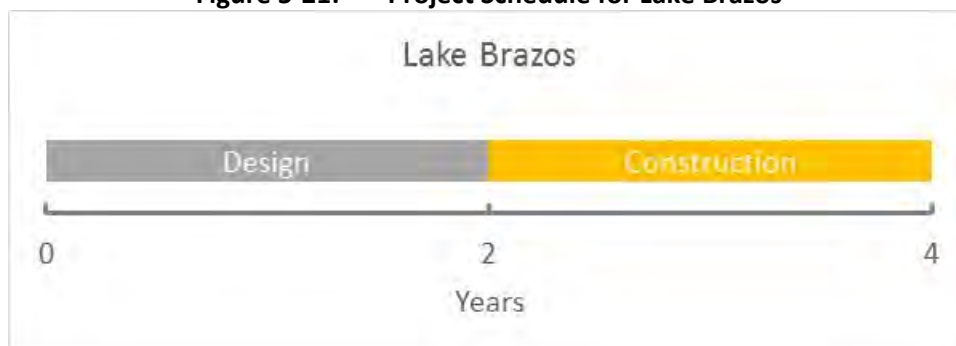 Project Schedule for Lake Brazos
Lake Brazos
Design Construction
0 2 4
Years